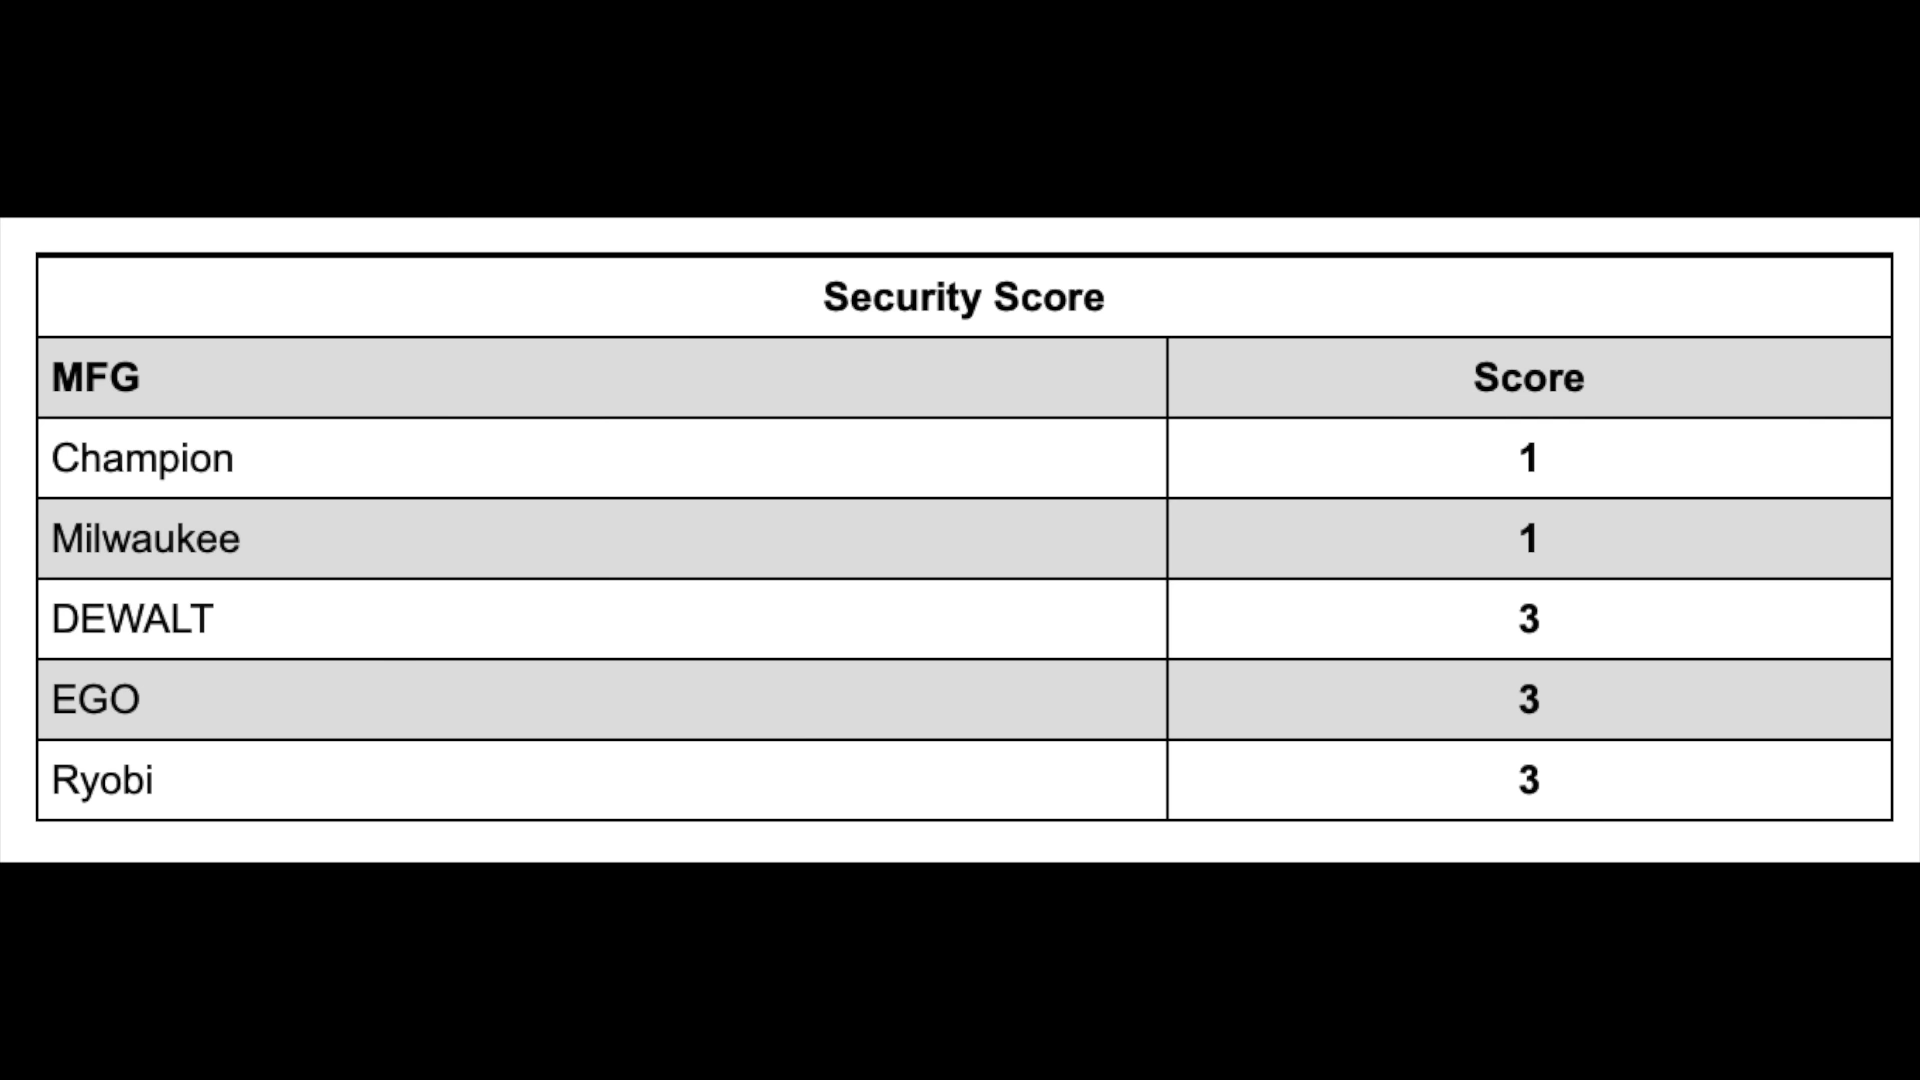 Security Score
MFG Score
Champion 1
Milwaukee 1
DEWALT 3
EGO 3
Ryobi 3